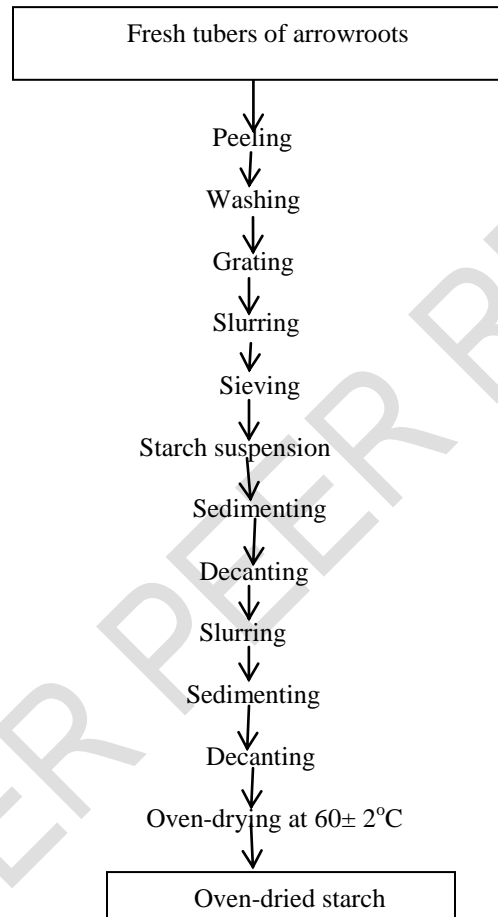 Fresh tubers of arrowroots
Peeling
Washing
Grating
Slurring
Sieving
Starch suspension
Sedimenting
Decanting
Slurring
Sedimenting
Decanting
Oven-drying at 60± 2°C
Oven-dried starch